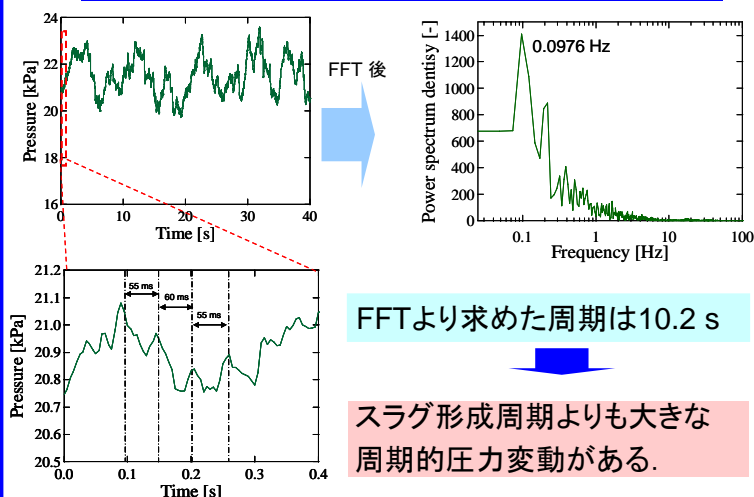 Pressure [kPa]
24
22
20
18
16
0
10
20
30
40
Time [s]
FFT 後
Power spectrum dentisy [-]
1400
1200
1000
800
600
400
200
0
0.0976 Hz
0.1
1
10
100
Frequency [Hz]
Pressure [kPa]
21.2
21.1
21.0
20.9
20.8
20.7
20.6
20.5
55 ms
60 ms
55 ms
0.0
0.1
0.2
0.3
0.4
Time [s]
FFTより求めた周期は10.2 s
スラグ形成周期よりも大きな
周期的圧力変動がある.